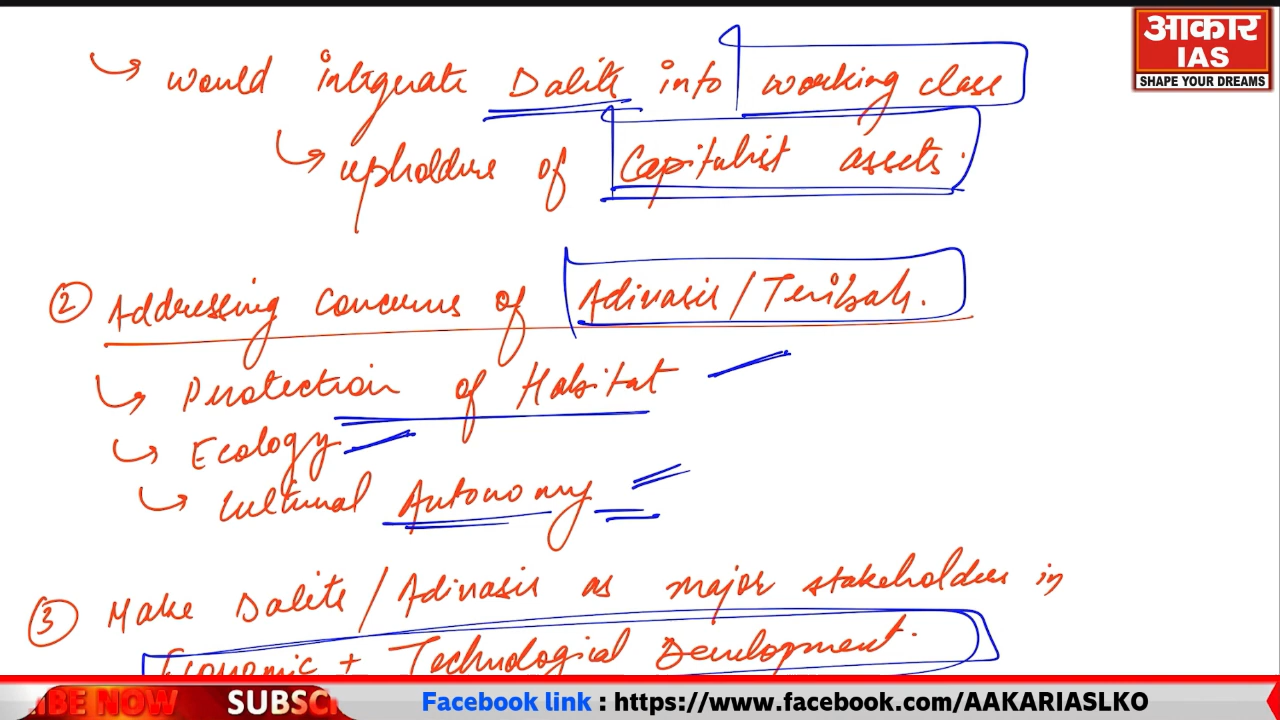 आकार
IAS
SHAPE YOUR DREAMS
would integrate Dalits into working class
upholders of Capitalist assets.
② Addressing concerns of Adivasis/Tribals.
Protection of Habitat
Ecology
Cultural Autonomy
③ Make Dalits/Adivasis as major stakeholders in
Economic + Technological Development.
IBE NOW SUBSCRI Facebook link : https://www.facebook.com/AAKARIASLKO